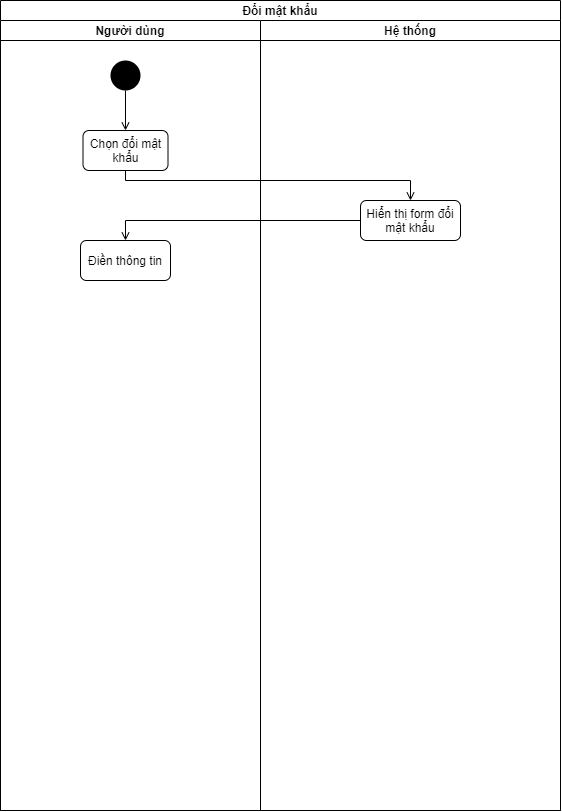 Đổi mật khẩu
Người dùng
Hệ thống
Chọn đổi mật
khẩu
Hiển thị form đổi
mật khẩu
Điền thông tin